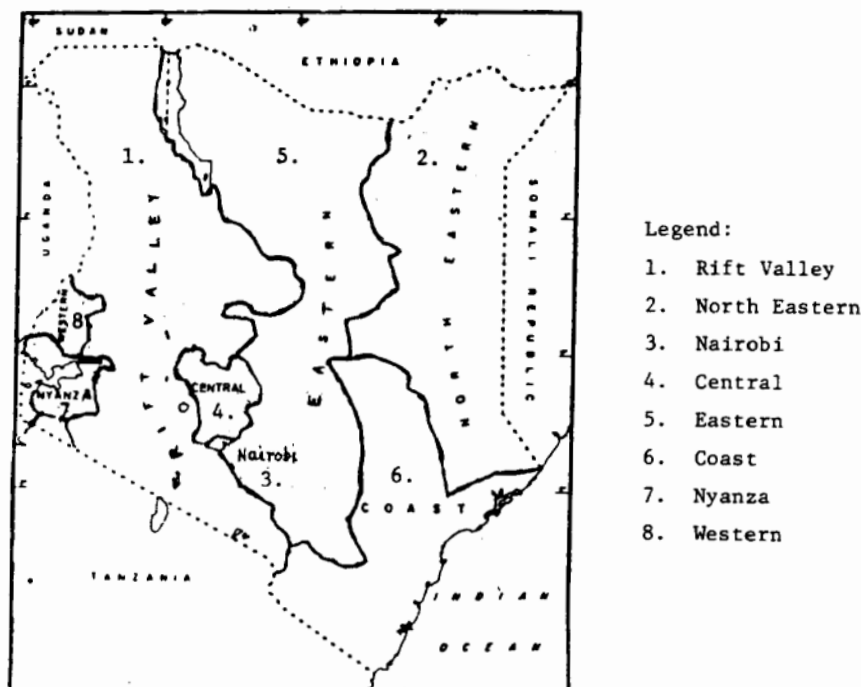 SUDAN
ETHIOPIA
1.
5.
2.
UGANDA
RIFT VALLEY
EASTERN
NORTH EASTERN
SOMALI REPUBLIC
WESTERN
8
CENTRAL
4.
NYANZA
7
Nairobi
3.
6.
COAST
TANZANIA
INDIAN
OCEAN
Legend:
1. Rift Valley
2. North Eastern
3. Nairobi
4. Central
5. Eastern
6. Coast
7. Nyanza
8. Western